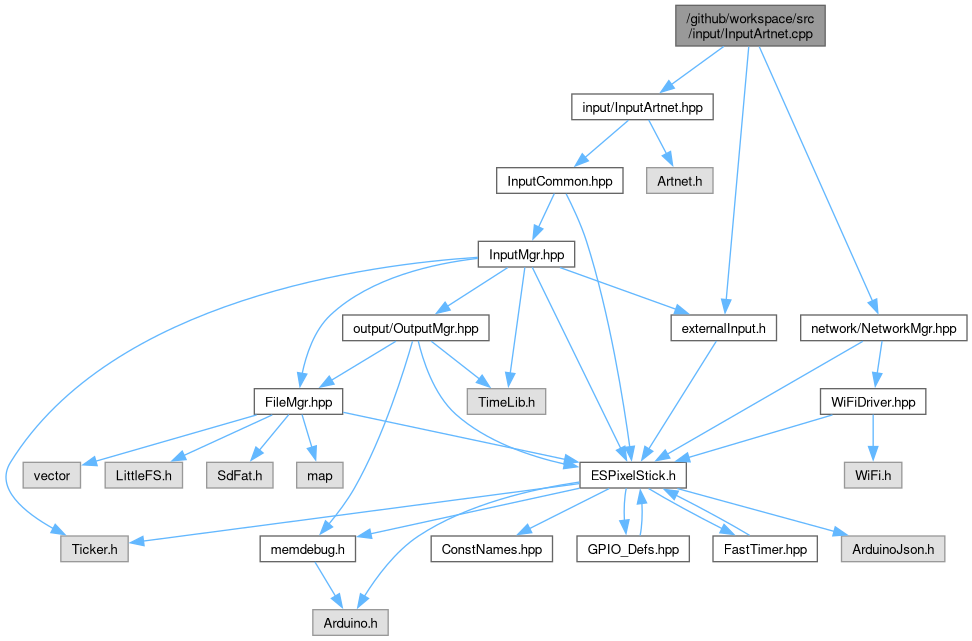 /github/workspace/src
/input/InputArtnet.cpp
input/InputArtnet.hpp
InputCommon.hpp
Artnet.h
InputMgr.hpp
output/OutputMgr.hpp
externalInput.h
network/NetworkMgr.hpp
FileMgr.hpp
TimeLib.h
WiFiDriver.hpp
vector
LittleFS.h
SdFat.h
map
ESPixelStick.h
WiFi.h
Ticker.h
memdebug.h
ConstNames.hpp
GPIO_Defs.hpp
FastTimer.hpp
ArduinoJson.h
Arduino.h